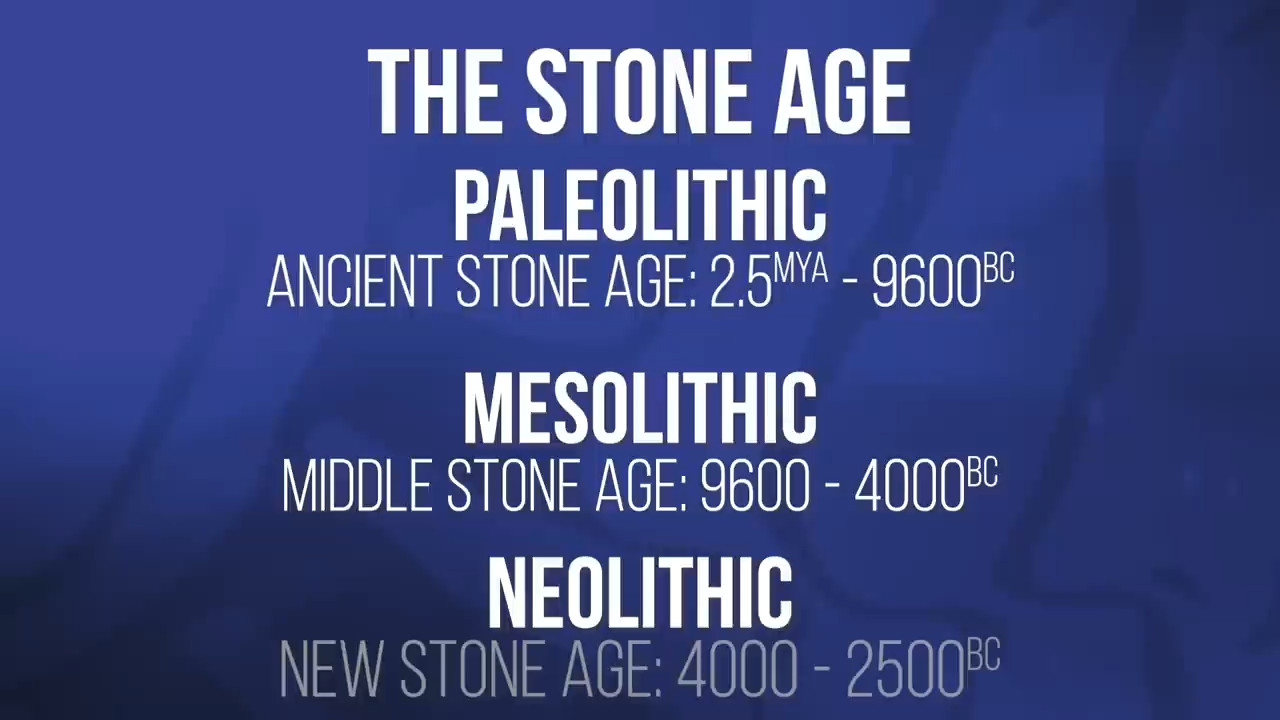 THE STONE AGE
PALEOLITHIC
ANCIENT STONE AGE: 2.5MYA - 9600BC
MESOLITHIC
MIDDLE STONE AGE: 9600 - 4000BC
NEOLITHIC
NEW STONE AGE: 4000 - 2500BC